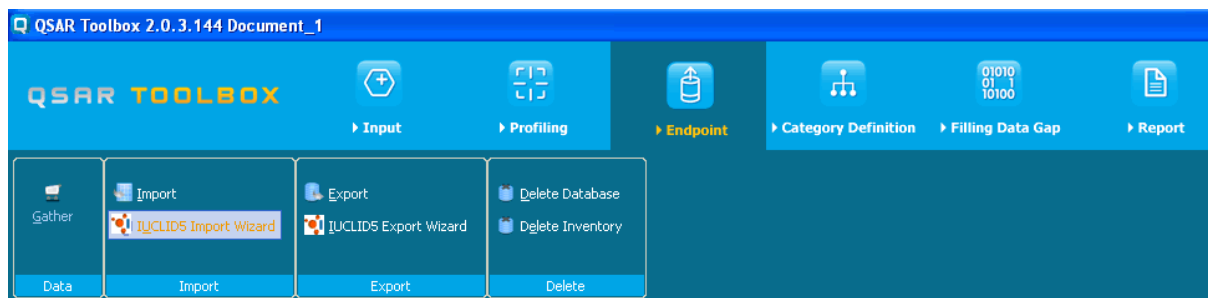 QSAR Toolbox 2.0.3.144 Document_1
QSAR TOOLBOX
Input
Profiling
Endpoint
Category Definition
01010
01 1
10100
Filling Data Gap
Report
Gather
Data
Import
IUCLID5 Import Wizard
Import
Export
IUCLID5 Export Wizard
Export
Delete Database
Delete Inventory
Delete